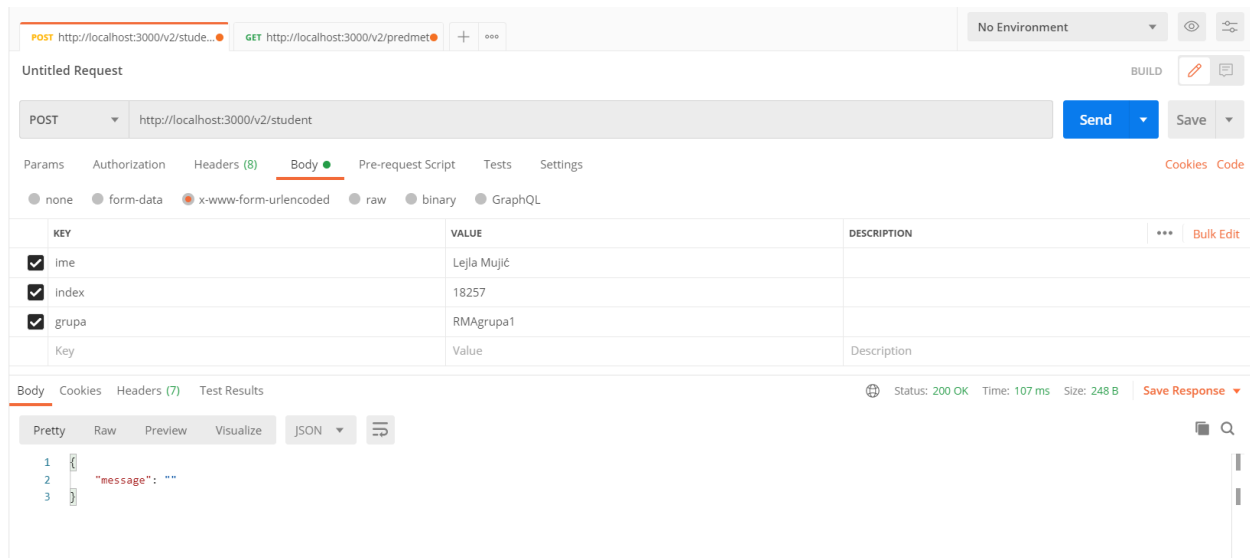 POST http://localhost:3000/v2/stude... GET http://localhost:3000/v2/predmet + ooo No Environment
Untitled Request BUILD
POST http://localhost:3000/v2/student Send Save
Params Authorization Headers (8) Body Pre-request Script Tests Settings Cookies Code
none form-data x-www-form-urlencoded raw binary GraphQL
KEY VALUE DESCRIPTION ••• Bulk Edit
ime Lejla Mujić
index 18257
grupa RMAgrupa1
Key Value Description
Body Cookies Headers (7) Test Results Status: 200 OK Time: 107 ms Size: 248 B Save Response
Pretty Raw Preview Visualize JSON
1 {
2 "message": ""
3 }